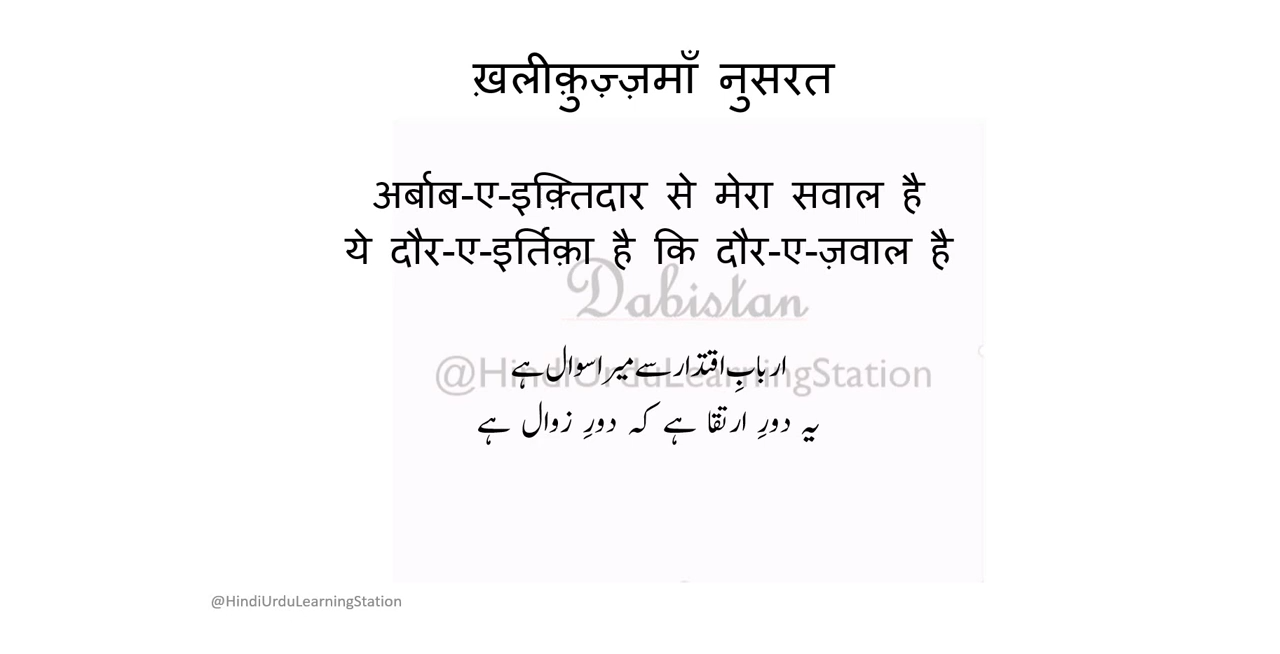 ख़लीक़ुज़्ज़माँ नुसरत
अर्बाब-ए-इक़्तिदार से मेरा सवाल है
ये दौर-ए-इर्तिक़ा है कि दौर-ए-ज़वाल है
Dabistan
اربابِ اقتدار سے میرا سوال ہے
@HindiUrduLearningStation
یہ دورِ ارتقا ہے کہ دورِ زوال ہے
@HindiUrduLearningStation